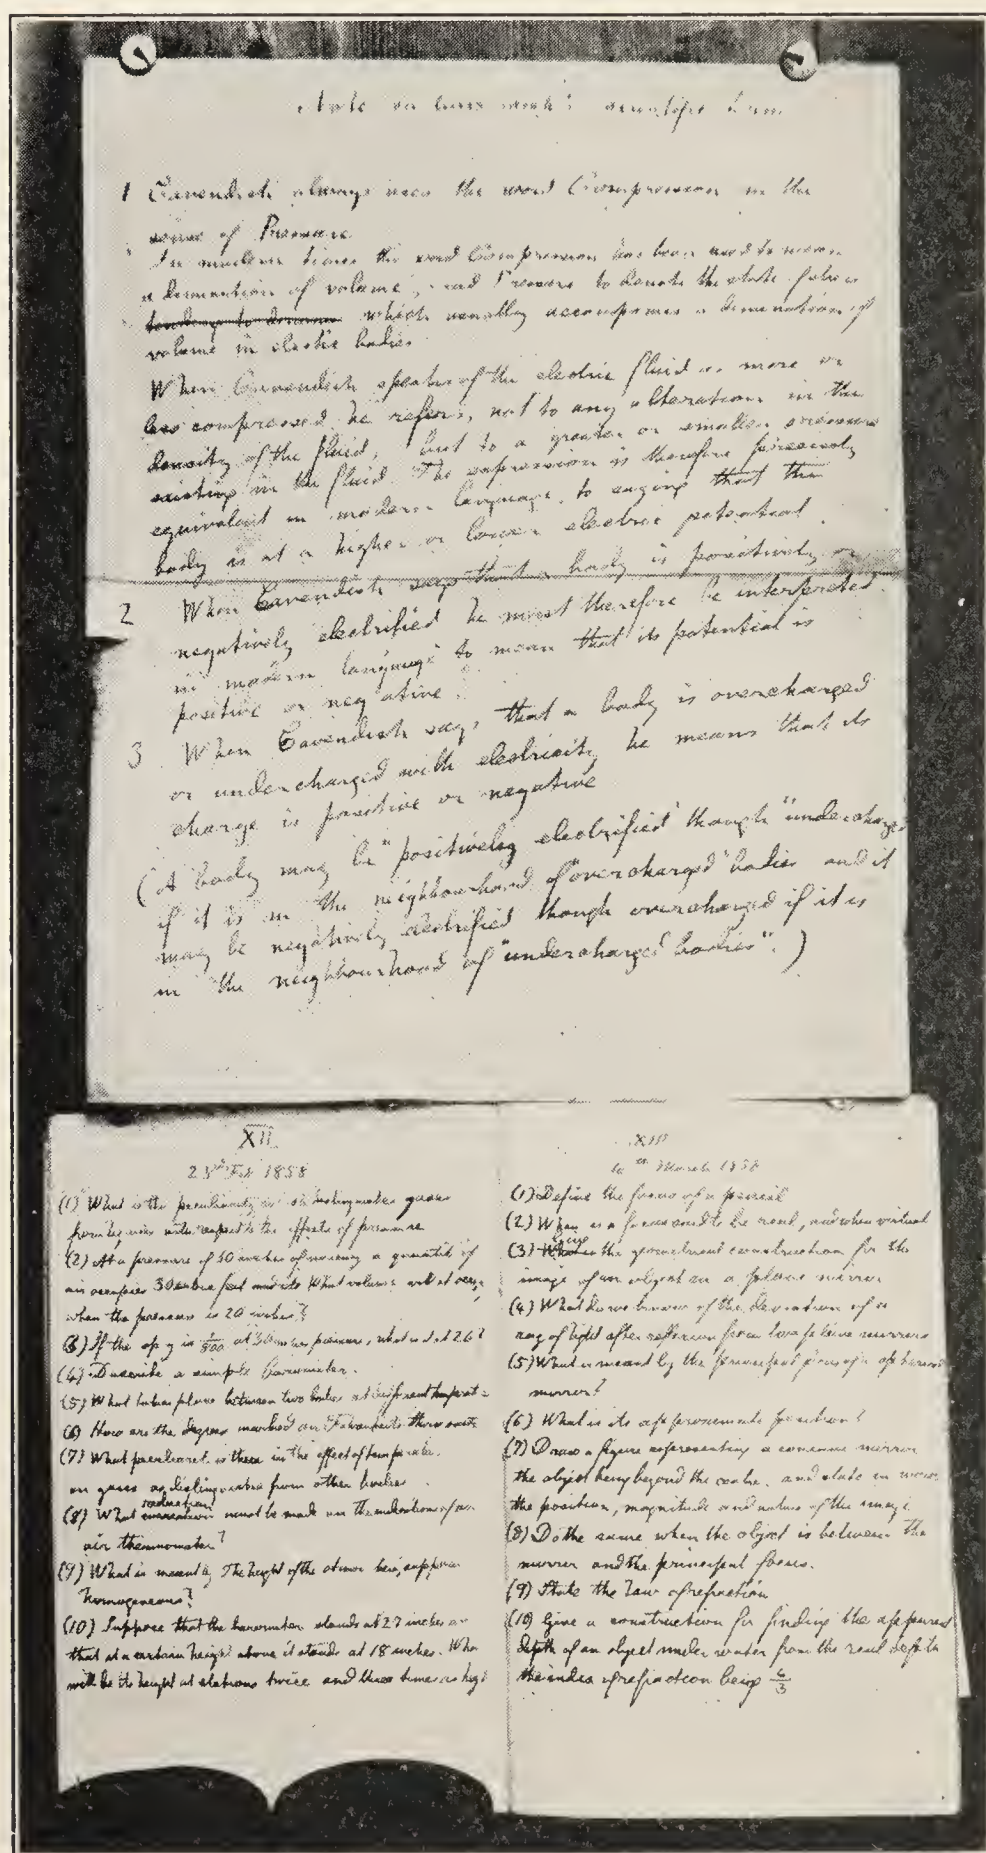 Note on
1 Cavendish always uses the word Compression in the
sense of Pressure
In modern times the word Compression has been used to mean
a diminution of volume, and Pressure to denote the state
which usually accompanies a diminution of
volume in elastic bodies
When Cavendish speaks of the electric fluid as more or
less compressed he refers, not to any alteration in the
density of the fluid, but to a greater or smaller pressure
existing in the fluid. The expression is therefore precisely
equivalent in modern language, to saying that the
body is at a higher or lower electric potential
2 When Cavendish says that a body is positively or
negatively electrified he must therefore be interpreted
in modern language to mean that its potential is
positive or negative.
3 When Cavendish says that a body is overcharged
or undercharged with electricity he means that its
charge is positive or negative
(A body may be "positively electrified" though "undercharged
if it is in the neighbourhood of "overcharged" bodies and it
may be negatively electrified though overcharged if it is
in the neighbourhood of "undercharged bodies".)
XII
Feb 1858
(1) What is the peculiarity
with respect to the effects of pressure
(2) At a pressure of 30 inches of mercury a quantity of
air occupies 30 cubic feet What volume will it occupy
when the pressure is 20 inches?
(3) If the sp g is 1/800 at 30 inches pressure, what is it at 26?
(4) Describe a simple barometer.
(5) What takes place between two bodies at different temperat
(6) How are the degrees marked on Fahrenheits thermomete
(7) What is there in the effect of temperature
on gases as distinguished from other bodies
(8) What reduction must be made in the indications of an
air thermometer?
(9) What is meant by The height of the atmosphere, suppose
homogeneous?
(10) Suppose that the barometer stands at 27 inches
that at a certain height above it stands at 18 inches. What
will be its height at stations twice and three times as high
XIII
March 1858
(1) Define the focus of a pencil
(2) When is a focus said to be real, and when virtual
(3) Give the geometrical construction for the
image of an object in a plane mirror
(4) What do we know of the deviation of a
ray of light after reflexion from two plane mirrors
(5) What is meant by the principal focus of a spherical
mirror?
(6) What is its approximate position?
(7) Draw a figure representing a concave mirror
the object being beyond the centre. and state in words
the position, magnitude and nature of the image.
(8) Do the same when the object is between the
mirror and the principal focus.
(9) State the law of refraction
(10) Give a construction for finding the apparent
depth of an object under water from the real depth
the index of refraction being